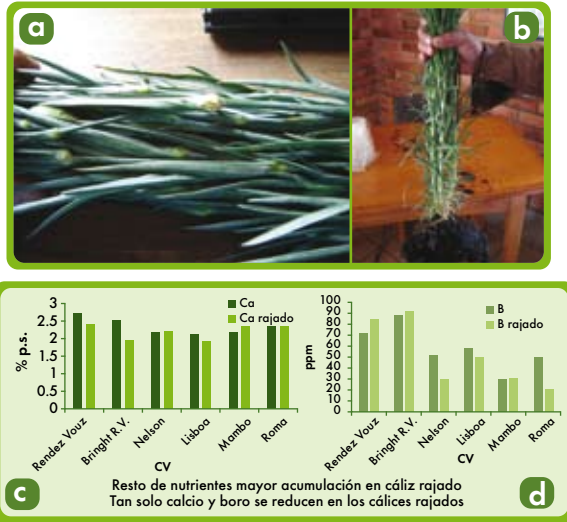 a
b
3
2.5
2
1.5
1
0.5
0
% p.s.
Ca
Ca rajado
Rendez Vouz
Bringht R.V.
Nelson
Lisboa
Mambo
Roma
CV
100
90
80
70
60
50
40
30
20
10
0
ppm
B
B rajado
Rendez Vouz
Bringht R.V.
Nelson
Lisboa
Mambo
Roma
CV
Resto de nutrientes mayor acumulación en cáliz rajado
Tan solo calcio y boro se reducen en los cálices rajados
c
d